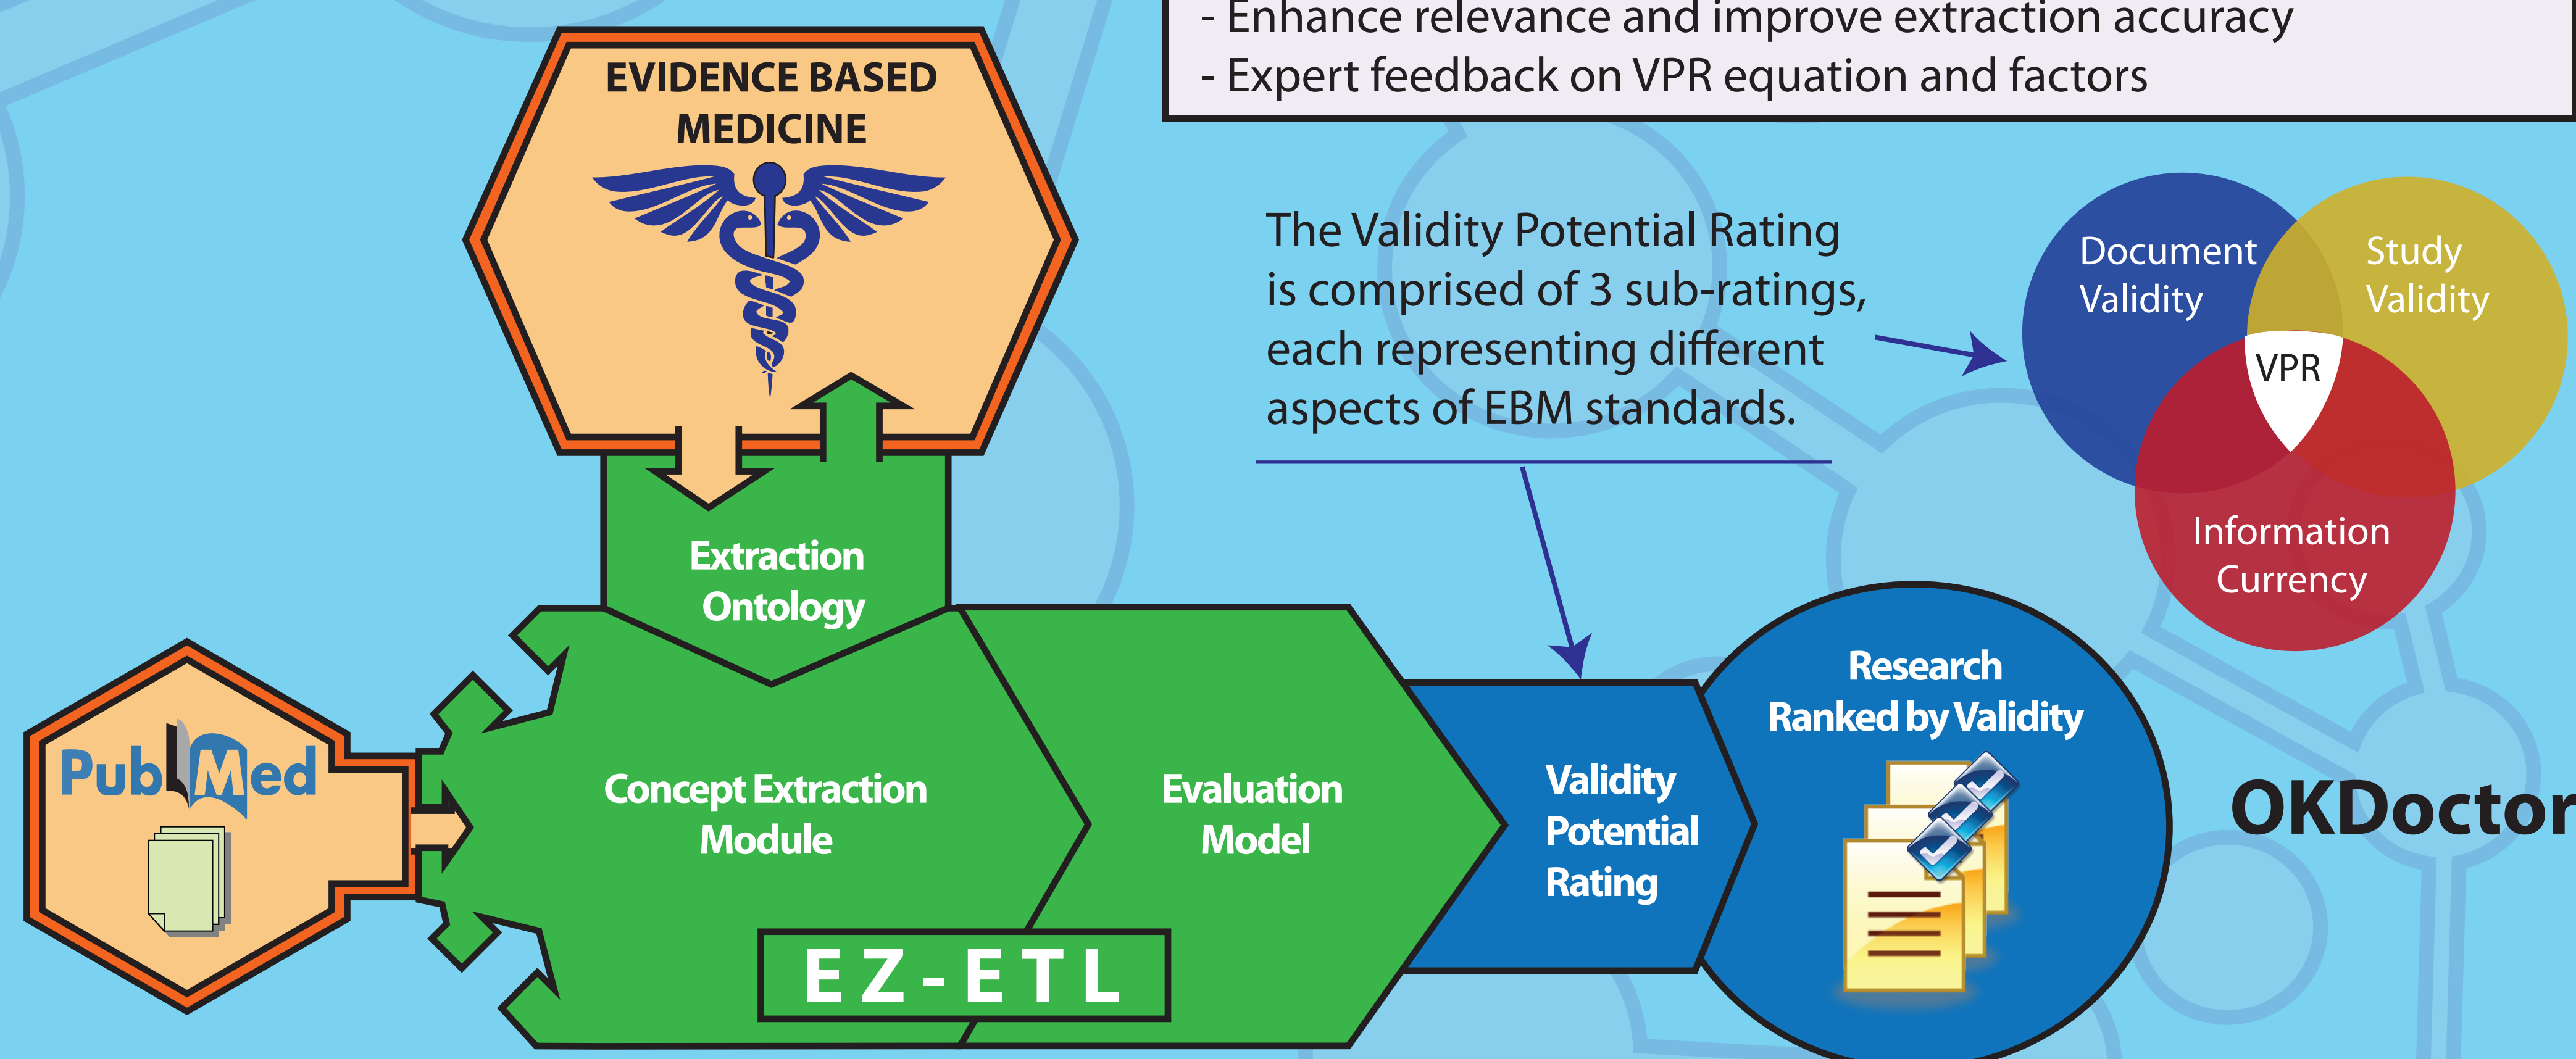 - Enhance relevance and improve extraction accuracy
- Expert feedback on VPR equation and factors
EVIDENCE BASED
MEDICINE
The Validity Potential Rating
is comprised of 3 sub-ratings,
each representing different
aspects of EBM standards.
Document
Validity
Study
Validity
VPR
Information
Currency
Extraction
Ontology
PubMed
Concept Extraction
Module
Evaluation
Model
Validity
Potential
Rating
Research
Ranked by Validity
OKDoctor
EZ-ETL